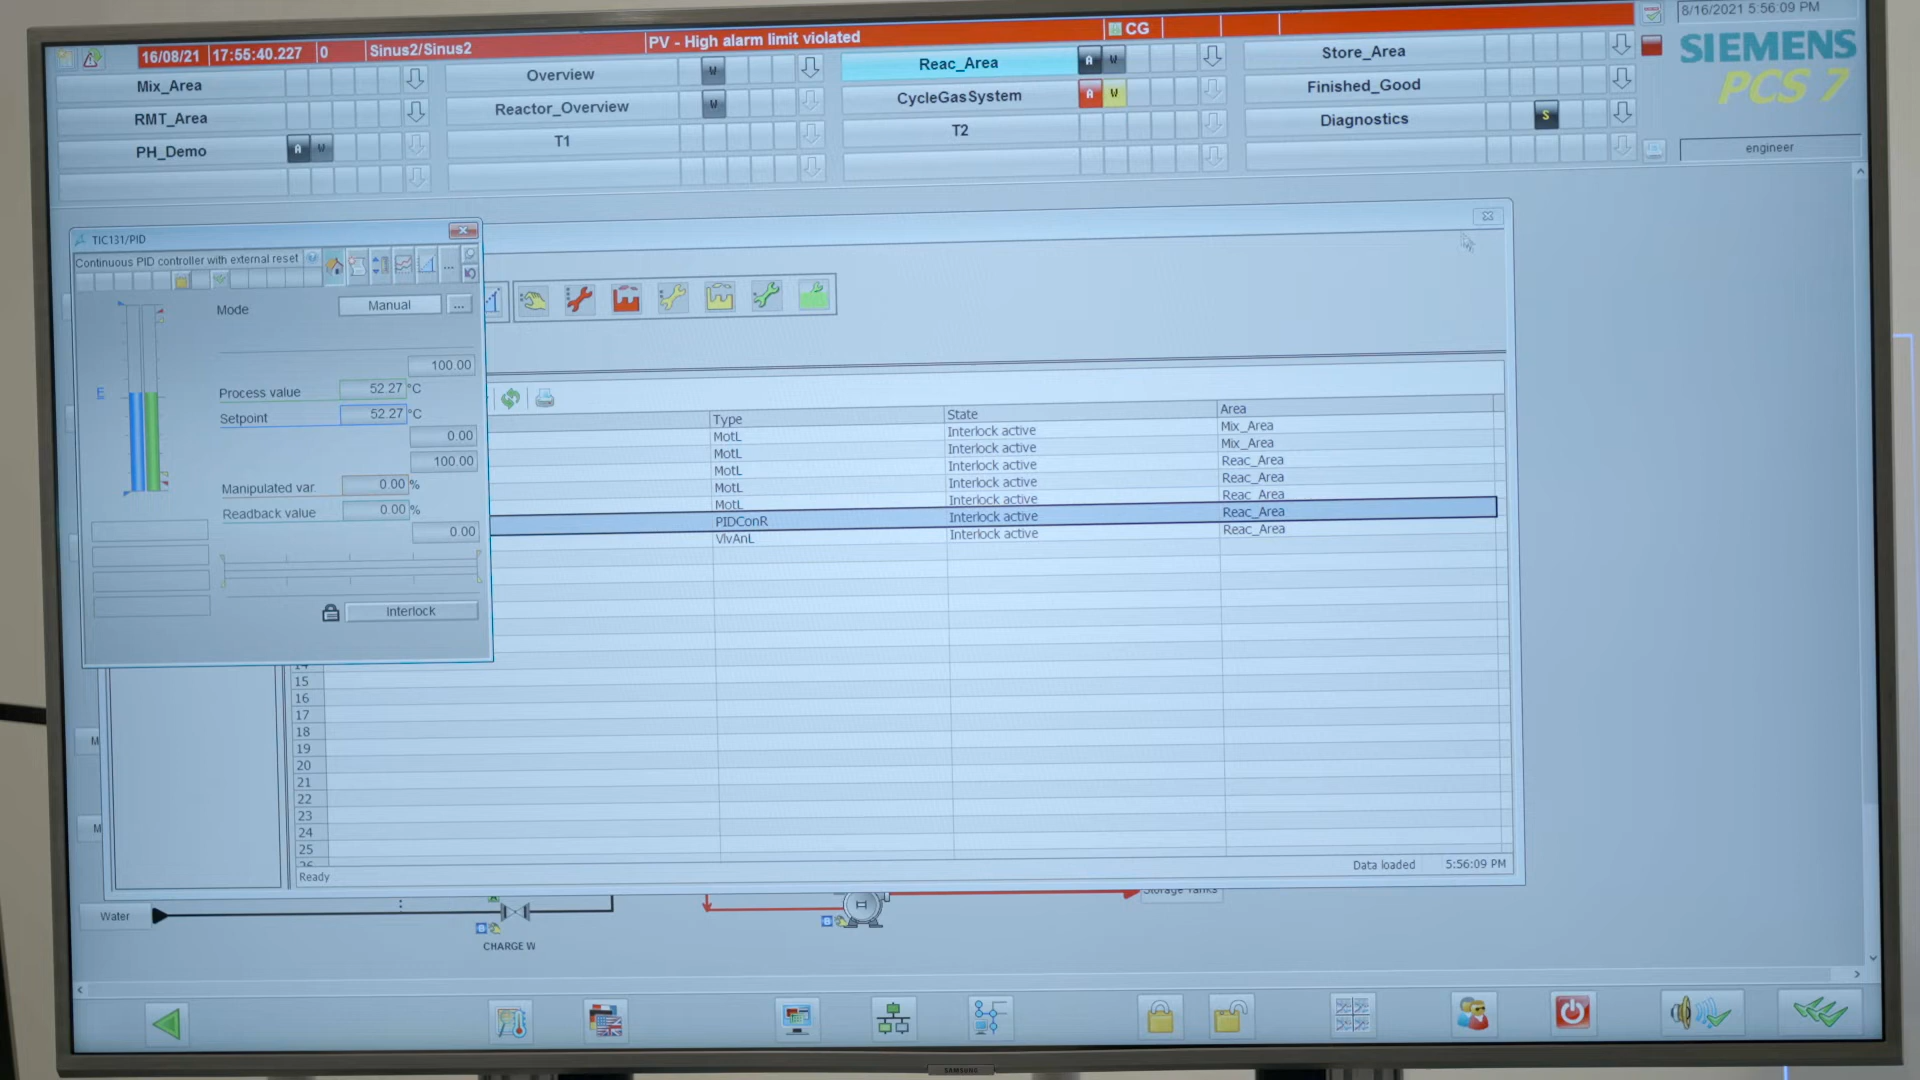 16/08/21 17:55:40.227 0 Sinus2/Sinus2 PV - High alarm limit violated CG
8/16/2021 5:56:09 PM
SIEMENS
PCS 7
engineer
Mix_Area Overview W Reac_Area A W Store_Area
RMT_Area Reactor_Overview W CycleGasSystem A W Finished_Good
PH_Demo A W T1 T2 Diagnostics S
TIC131/PID
Continuous PID controller with external reset
Mode Manual ...
100.00
Process value 52.27 °C
Setpoint 52.27 °C
0.00
100.00
Manipulated var. 0.00 %
Readback value 0.00 %
0.00
E
Interlock
Type State Area
MotL Interlock active Mix_Area
MotL Interlock active Mix_Area
MotL Interlock active Reac_Area
MotL Interlock active Reac_Area
MotL Interlock active Reac_Area
PIDConR Interlock active Reac_Area
VlvAnL Interlock active Reac_Area
15
16
17
18
19
20
21
22
23
24
25
Ready
Data loaded 5:56:09 PM
M
M
Water
CHARGE W
Storage Tanks
SAMSUNG